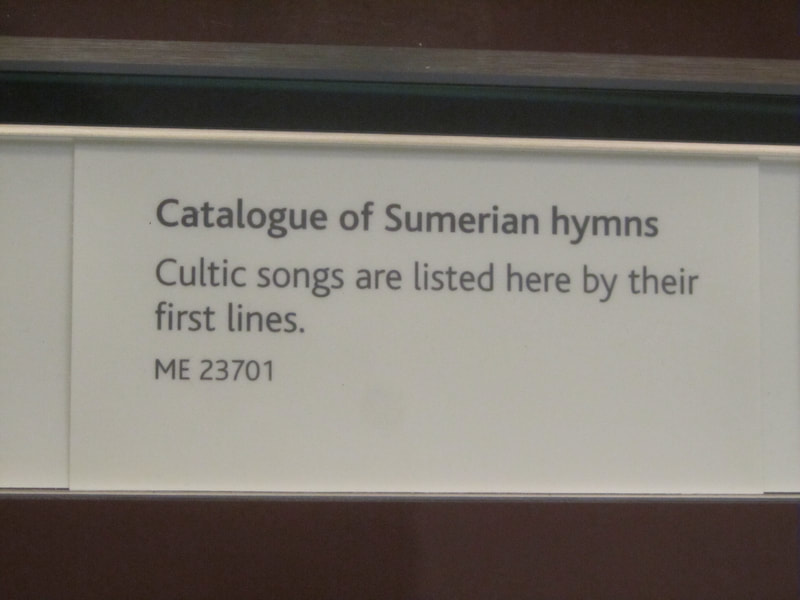 Catalogue of Sumerian hymns
Cultic songs are listed here by their
first lines.
ME 23701